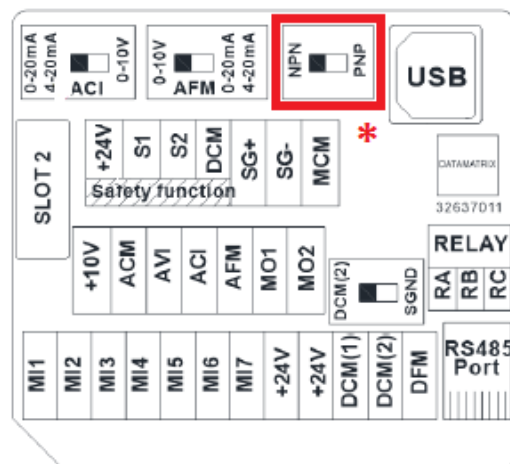 0-20mA
4-20mA
ACI
0-10V
0-10V
AFM
0-20mA
4-20mA
NPN
PNP
*
USB
SLOT 2
+24V
S1
S2
DCM
SG+
SG-
MCM
Safety function
DATAMATRIX
32637D11
+10V
ACM
AVI
ACI
AFM
MO1
MO2
DCM(2)
SGND
RELAY
RA
RB
RC
MI1
MI2
MI3
MI4
MI5
MI6
MI7
+24V
+24V
DCM(1)
DCM(2)
DFM
RS485
Port